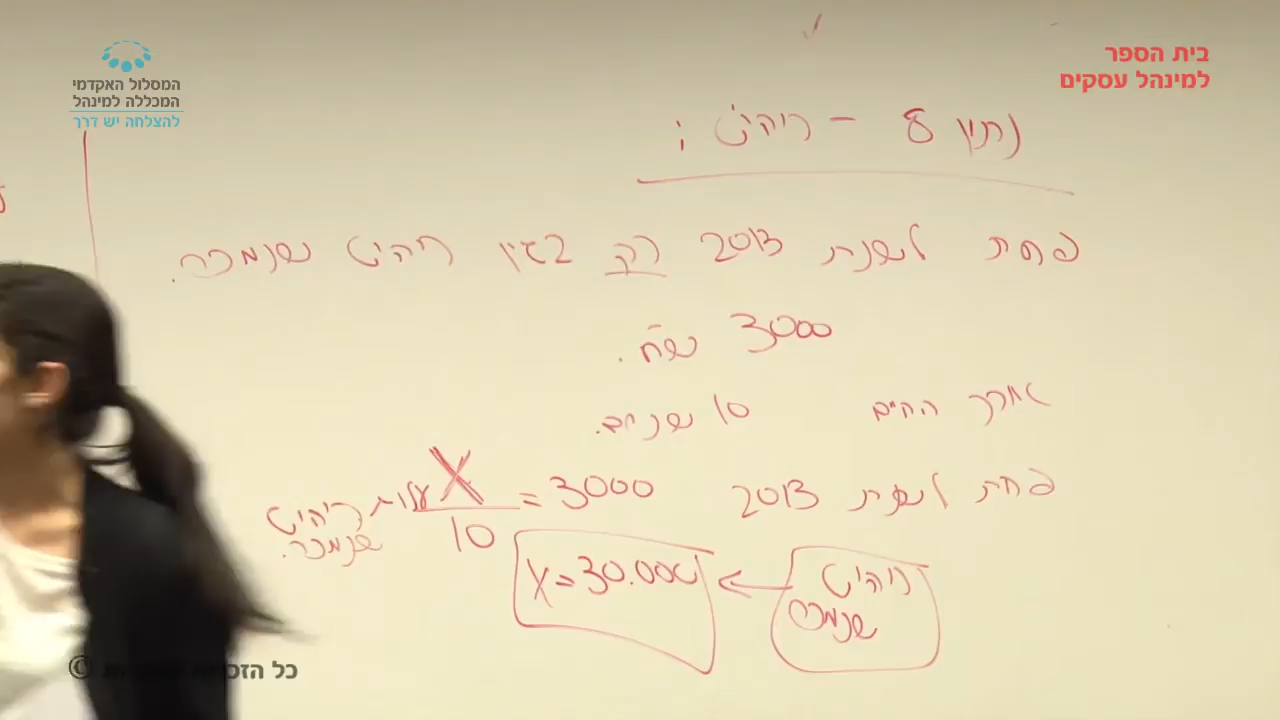 בית הספר
למינהל עסקים
המסלול האקדמי
המכללה למינהל
להצלחה יש דרך
נתון 8 - ריהוט :
פחת לשנת 2013 רק בגין ריהוט שנמכר.
3000 ש"ח.
אורך החיים 10 שנים.
פחת לשנת 2013 3000 = X / 10 עלות ריהוט שנמכר.
ריהוט שנמכר ← X = 30.000
כל הזכויות ©